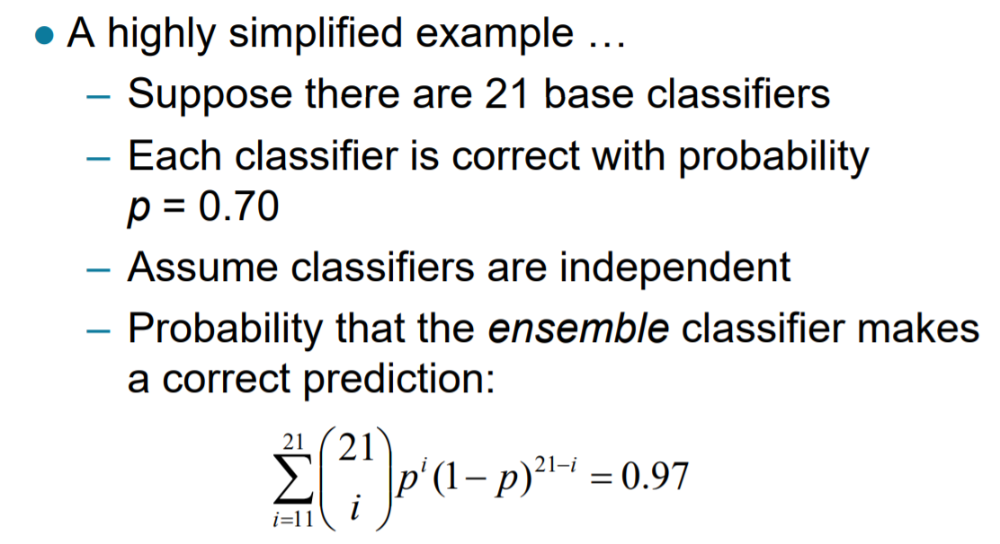 ● A highly simplified example …
– Suppose there are 21 base classifiers
– Each classifier is correct with probability
p = 0.70
– Assume classifiers are independent
– Probability that the ensemble classifier makes
a correct prediction:
\sum_{i=11}^{21} \binom{21}{i} p^i (1-p)^{21-i} = 0.97